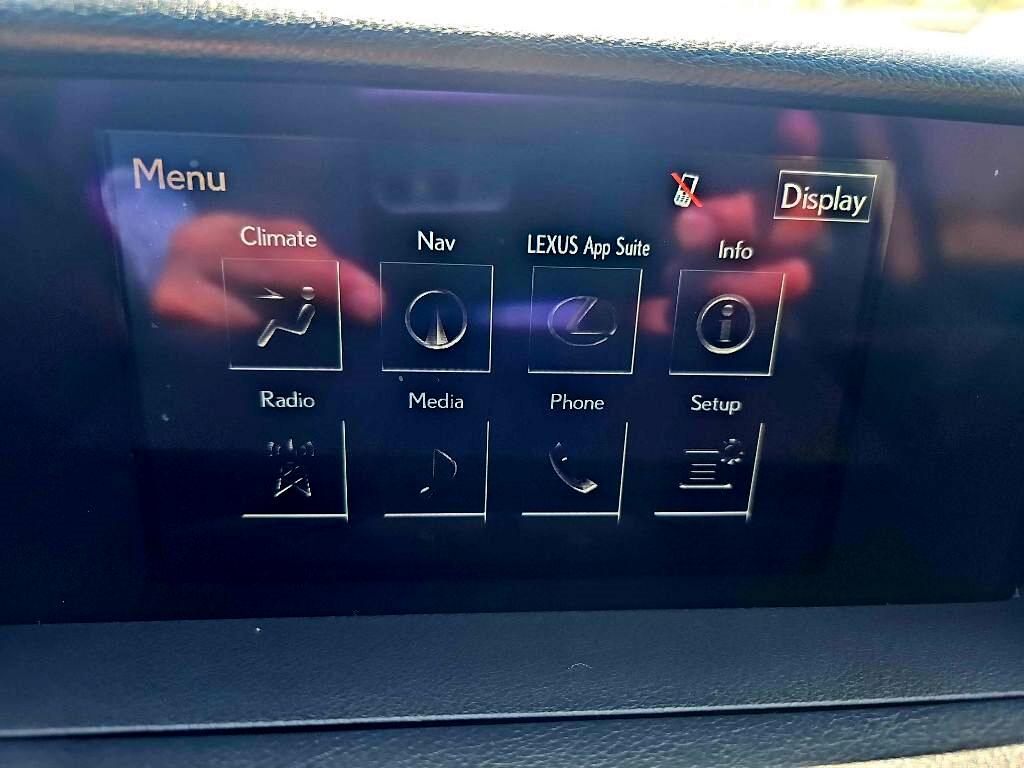 Menu
Display
Climate
Nav
LEXUS App Suite
Info
Radio
Media
Phone
Setup